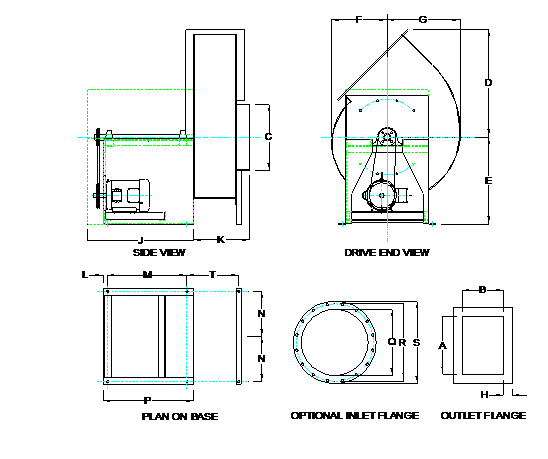 F G
D
C
E
J K
SIDE VIEW DRIVE END VIEW
L M T
B
N
A
Q R S
N
H
P
PLAN ON BASE OPTIONAL INLET FLANGE OUTLET FLANGE